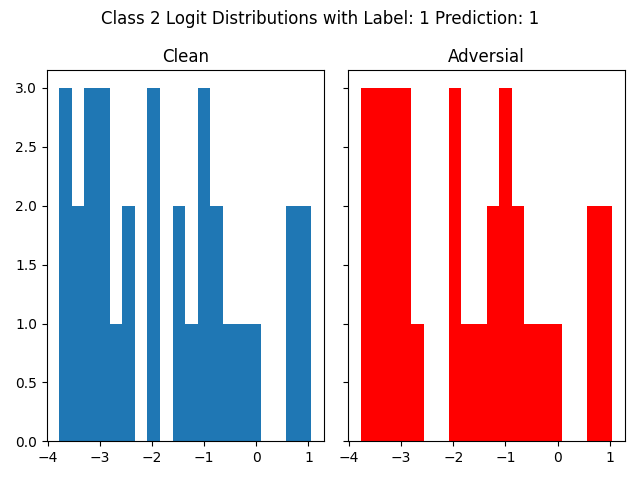 Class 2 Logit Distributions with Label: 1 Prediction: 1
Clean
Adversial
3.0
2.5
2.0
1.5
1.0
0.5
0.0
−4 −3 −2 −1 0 1
−4 −3 −2 −1 0 1